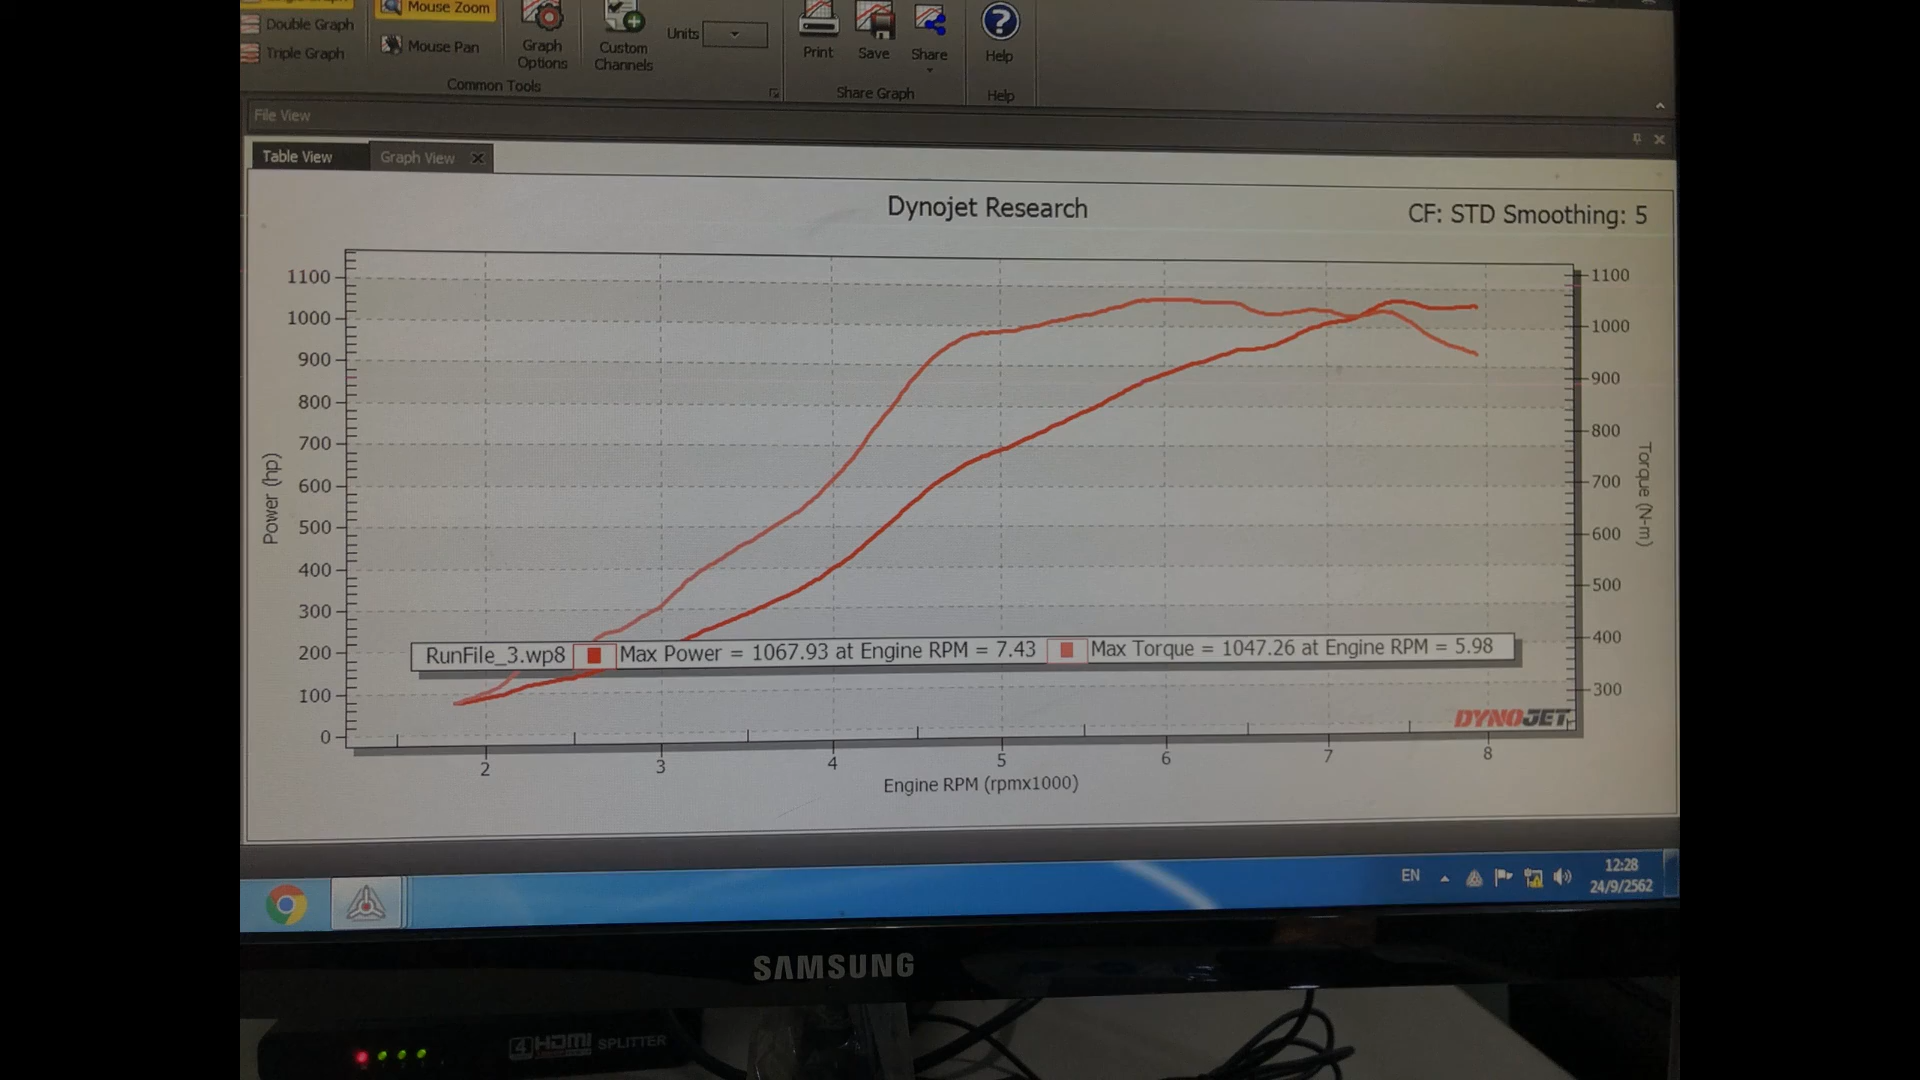 Double Graph
Triple Graph
Mouse Zoom
Mouse Pan
Graph Options
Custom Channels
Units
Common Tools
Print
Save
Share
Share Graph
Help
Help
File View
Table View
Graph View
Dynojet Research
CF: STD Smoothing: 5
1100
1000
900
800
700
600
500
400
300
200
100
0
Power (hp)
1100
1000
900
800
700
600
500
400
300
Torque (N-m)
RunFile_3.wp8 Max Power = 1067.93 at Engine RPM = 7.43 Max Torque = 1047.26 at Engine RPM = 5.98
DYNOJET
2 3 4 5 6 7 8
Engine RPM (rpmx1000)
EN
12:28
24/9/2562
SAMSUNG
4 HDMI SPLITTER